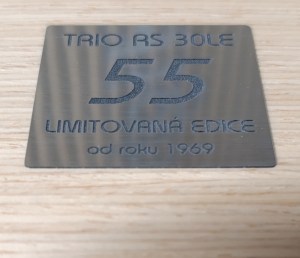 TRIO RS 30LE
55
LIMITOVANÁ EDICE
od roku 1969